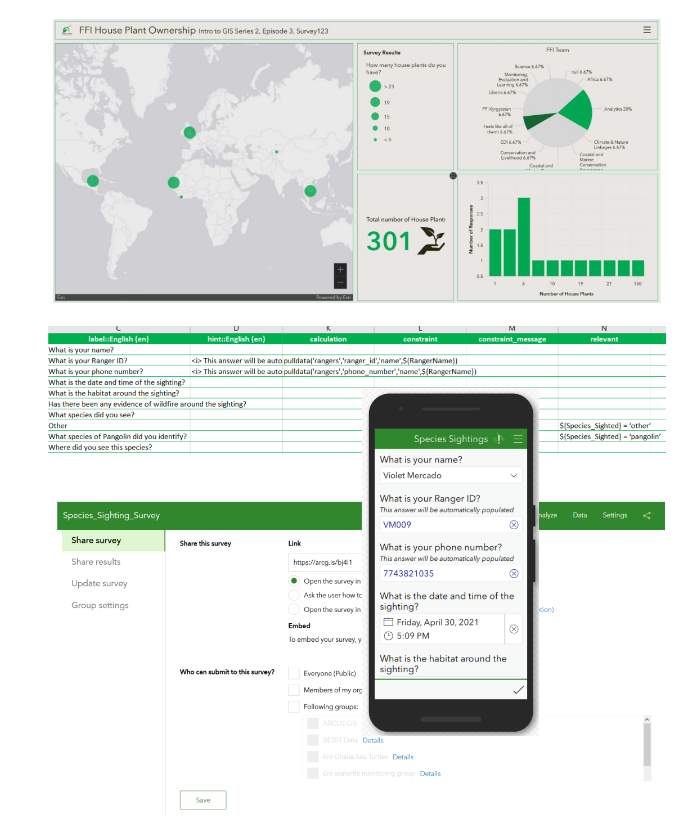 FFI House Plant Ownership Intro to GIS Series 2, Episode 3, Survey123
Survey Results
How many house plants do you
have?
> 23
19
15
10
< 5
FFI Team
Science 6.67%
Monitoring,
Evaluation and
Learning 6.67%
Liberia 6.67%
FF Kyrgyzstan
6.67%
feels like all of
them! 6.67%
EDI 6.67%
Conservation and
Livelihood 6.67%
Coastal and
null 6.67%
Africa 6.67%
Analytics 20%
Climate & Nature
Linkages 6.67%
Coastal and
Marine
Conservation
Esri
Powered by Esri
Total number of House Plants
301
Number of Responses
3.5
3
2.5
2
1.5
1
0.5
1 3 6 10 19 21 150
Number of House Plants
C D K L M N
label::English (en) hint::English (en) calculation constraint constraint_message relevant
What is your name?
What is your Ranger ID? <i> This answer will be auto pulldata('rangers','ranger_id','name',${RangerName})
What is your phone number? <i> This answer will be auto pulldata('rangers','phone_number','name',${RangerName})
What is the date and time of the sighting?
What is the habitat around the sighting?
Has there been any evidence of wildfire around the sighting?
What species did you see?
Other ${Species_Sighted} = 'other'
What species of Pangolin did you identify? ${Species_Sighted} = 'pangolin'
Where did you see this species?
Species_Sighting_Survey
nalyze Data Settings
Share survey
Share results
Update survey
Group settings
Share this survey
Link
https://arcg.is/bj4l1
Open the survey in
Ask the user how to
Open the survey in
tion)
Embed
To embed your survey, y
Who can submit to this survey?
Everyone (Public)
Members of my org
Following groups:
Details
Details
Details
Save
Species Sightings
What is your name?
Violet Mercado
What is your Ranger ID?
This answer will be automatically populated
VM009
What is your phone number?
This answer will be automatically populated
7743821035
What is the date and time of the
sighting?
Friday, April 30, 2021
5:09 PM
What is the habitat around the
sighting?